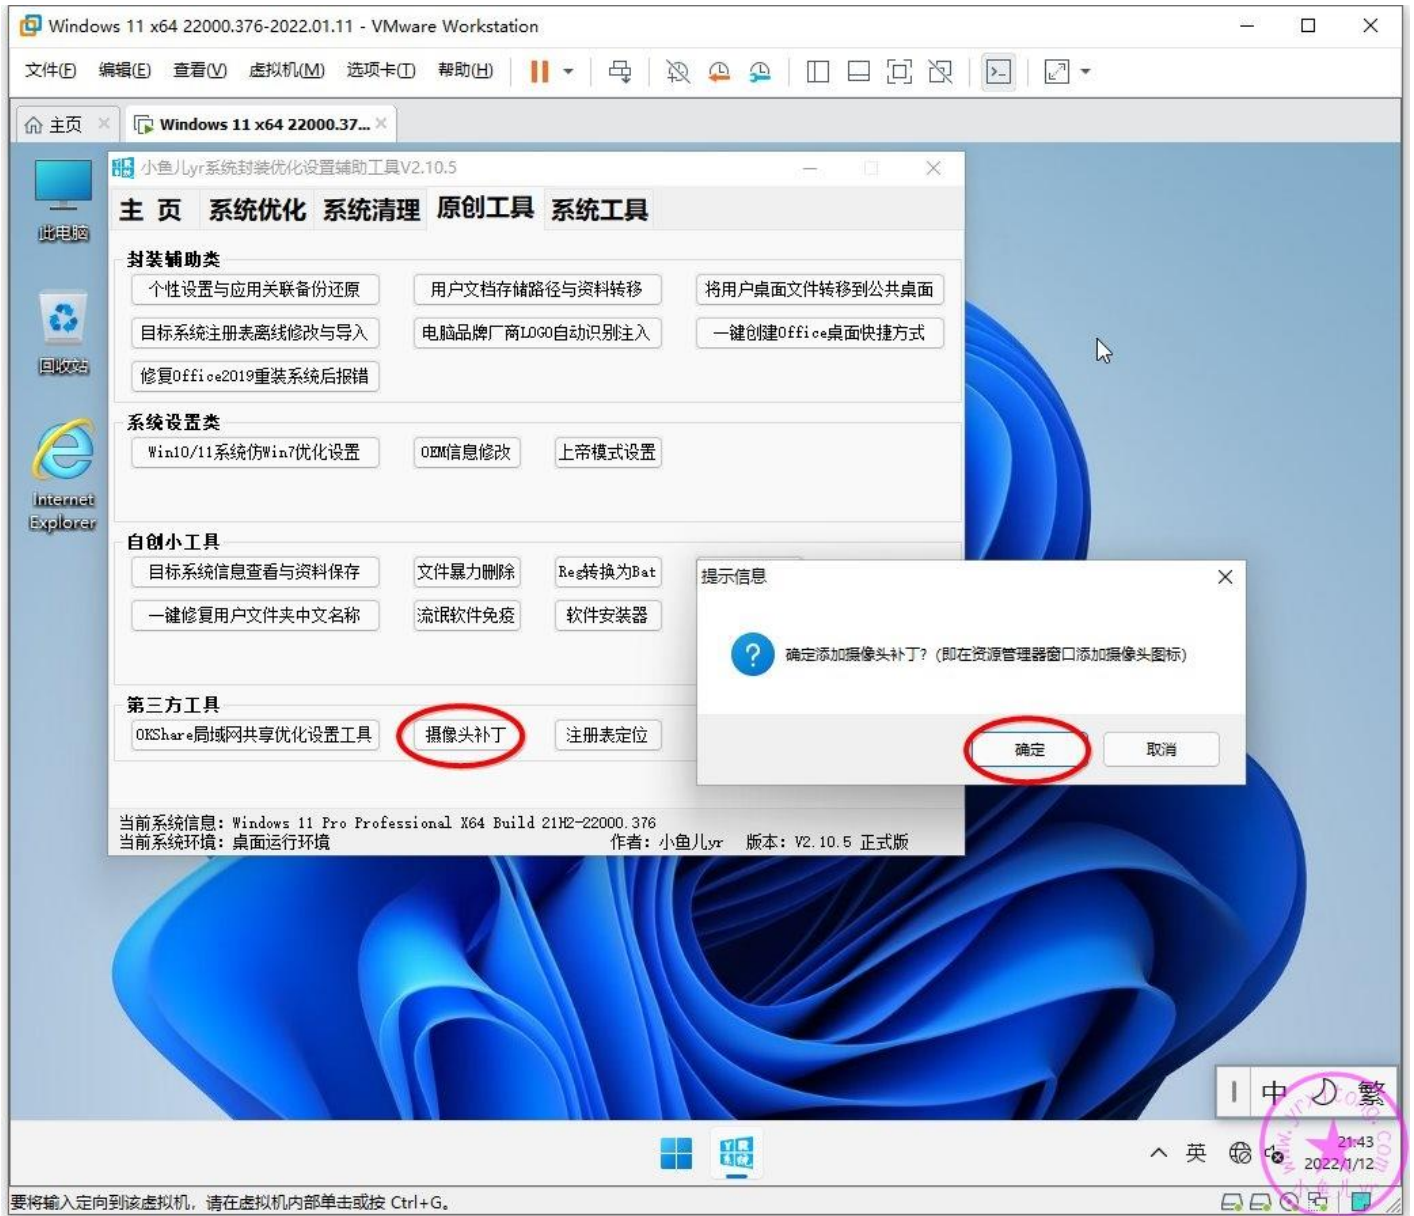 Windows 11 x64 22000.376-2022.01.11 - VMware Workstation
文件(F) 编辑(E) 查看(V) 虚拟机(M) 选项卡(T) 帮助(H)
主页 Windows 11 x64 22000.37...
小鱼儿yr系统封装优化设置辅助工具V2.10.5
主 页 系统优化 系统清理 原创工具 系统工具
此电脑
封装辅助类
个性设置与应用关联备份还原 用户文档存储路径与资料转移 将用户桌面文件转移到公共桌面
目标系统注册表离线修改与导入 电脑品牌厂商LOGO自动识别注入 一键创建Office桌面快捷方式
回收站
修复Office2019重装系统后报错
系统设置类
Win10/11系统仿Win7优化设置 OEM信息修改 上帝模式设置
Internet
Explorer
自创小工具
目标系统信息查看与资料保存 文件暴力删除 Reg转换为Bat
一键修复用户文件夹中文名称 流氓软件免疫 软件安装器
提示信息
确定添加摄像头补丁?(即在资源管理器窗口添加摄像头图标)
确定 取消
第三方工具
OKShare局域网共享优化设置工具 摄像头补丁 注册表定位
当前系统信息: Windows 11 Pro Professional X64 Build 21H2-22000.376
当前系统环境: 桌面运行环境 作者: 小鱼儿yr 版本: V2.10.5 正式版
中 繁
YR
系统
英
21:43
2022/1/12
www.yrxitong.com
小鱼儿yr
要将输入定向到该虚拟机，请在虚拟机内部单击或按 Ctrl+G。